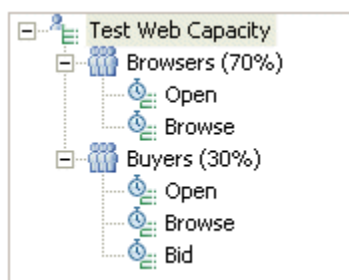 Test Web Capacity
Browsers (70%)
Open
Browse
Buyers (30%)
Open
Browse
Bid